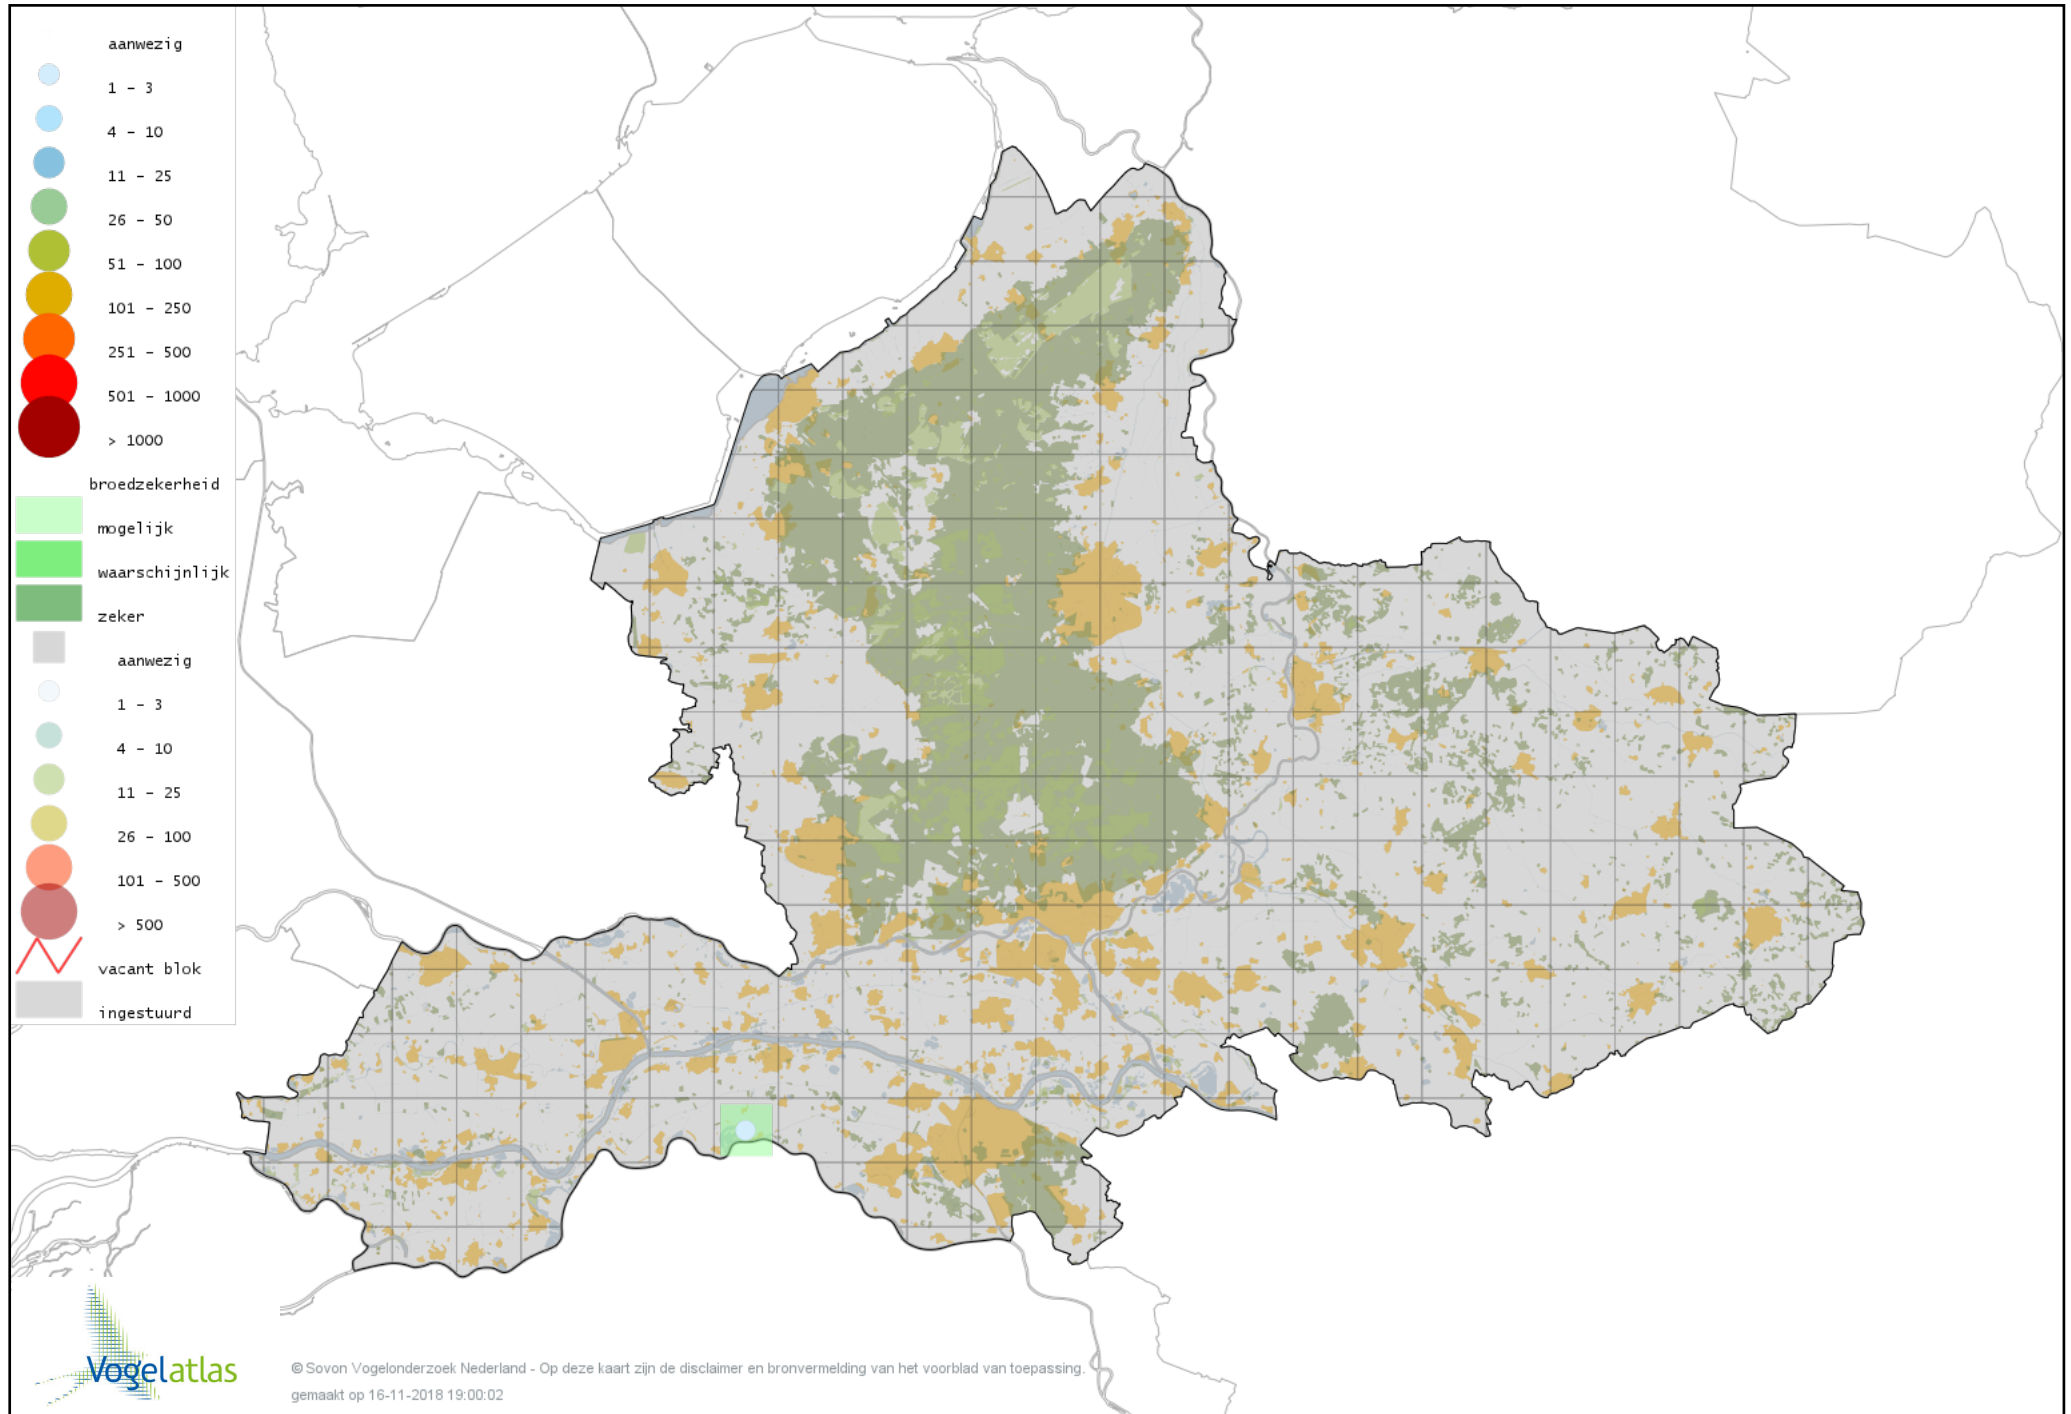 aanwezig
1 - 3
4 - 10
11 - 25
26 - 50
51 - 100
101 - 250
251 - 500
501 - 1000
> 1000
broedzekerheid
mogelijk
waarschijnlijk
zeker
aanwezig
1 - 3
4 - 10
11 - 25
26 - 100
101 - 500
> 500
vacant blok
ingestuurd
Vogelatlas
© Sovon Vogelonderzoek Nederland - Op deze kaart zijn de disclaimer en bronvermelding van het voorblad van toepassing.
gemaakt op 16-11-2018 19:00:02